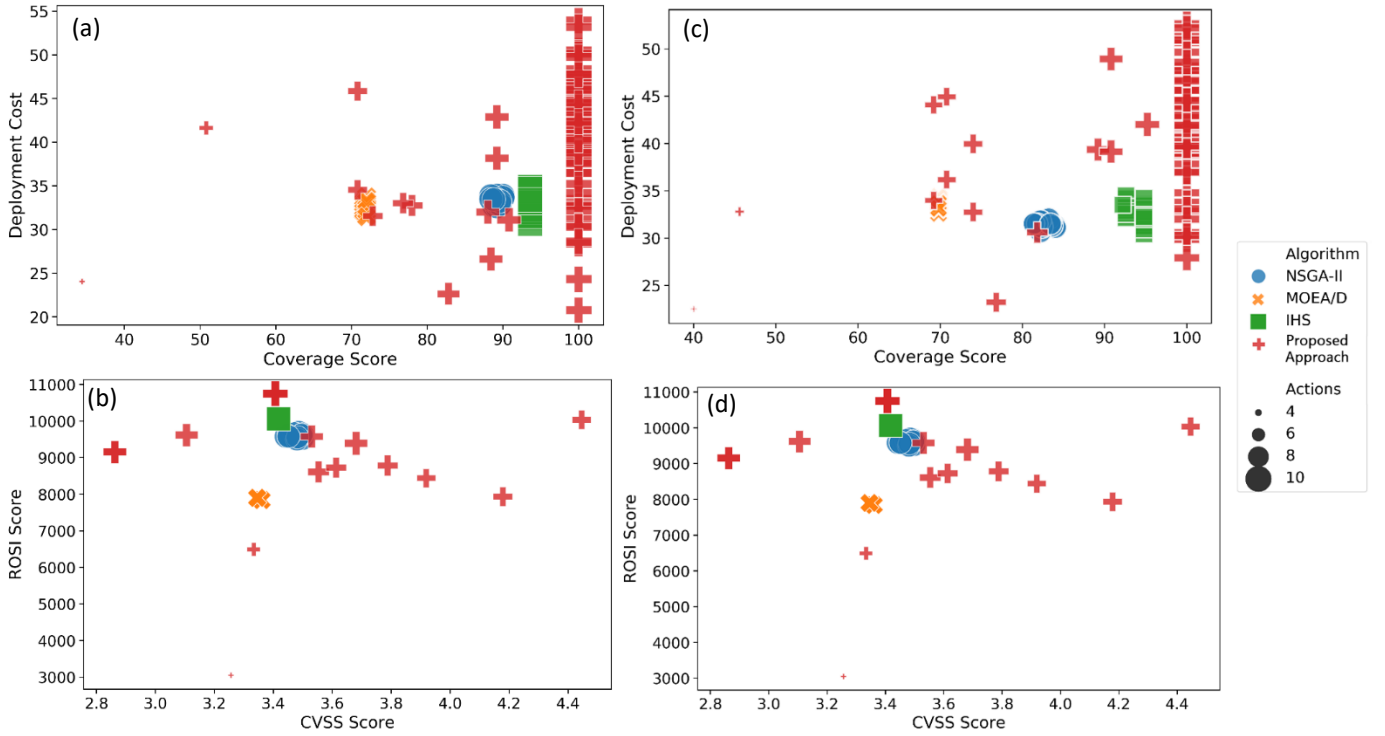 (a)
55
50
45
40
35
30
25
20
Deployment Cost
40 50 60 70 80 90 100
Coverage Score
(c)
50
45
40
35
30
25
Deployment Cost
40 50 60 70 80 90 100
Coverage Score
Algorithm
NSGA-II
MOEA/D
IHS
Proposed
Approach
Actions
4
6
8
10
(b)
11000
10000
9000
8000
7000
6000
5000
4000
3000
ROSI Score
2.8 3.0 3.2 3.4 3.6 3.8 4.0 4.2 4.4
CVSS Score
(d)
11000
10000
9000
8000
7000
6000
5000
4000
3000
ROSI Score
2.8 3.0 3.2 3.4 3.6 3.8 4.0 4.2 4.4
CVSS Score